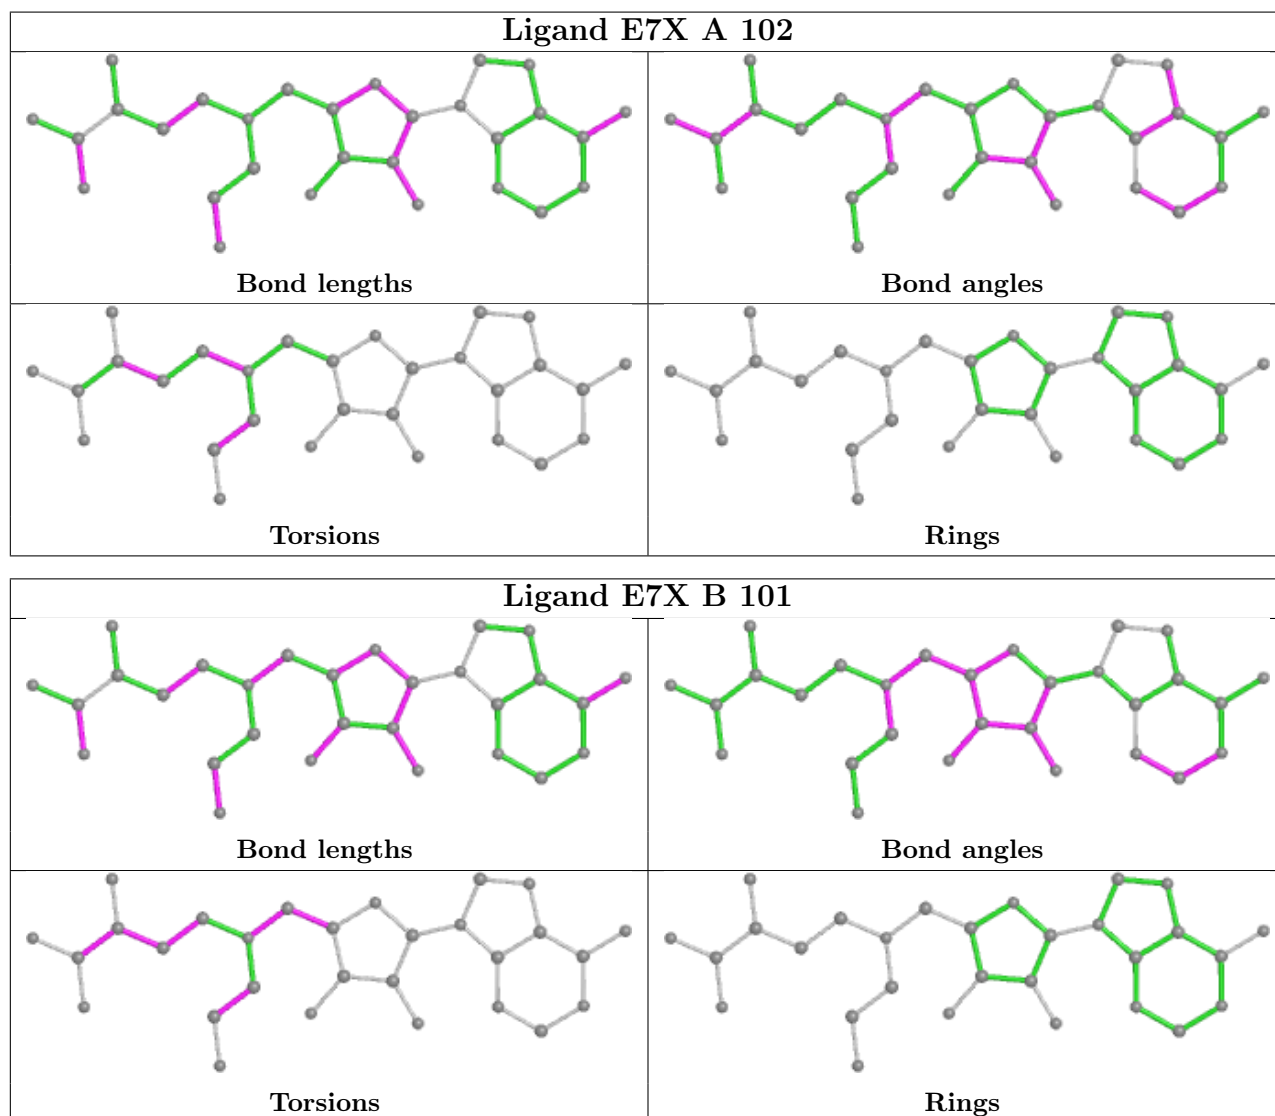 Ligand E7X A 102
Bond lengths
Bond angles
Torsions
Rings
Ligand E7X B 101
Bond lengths
Bond angles
Torsions
Rings